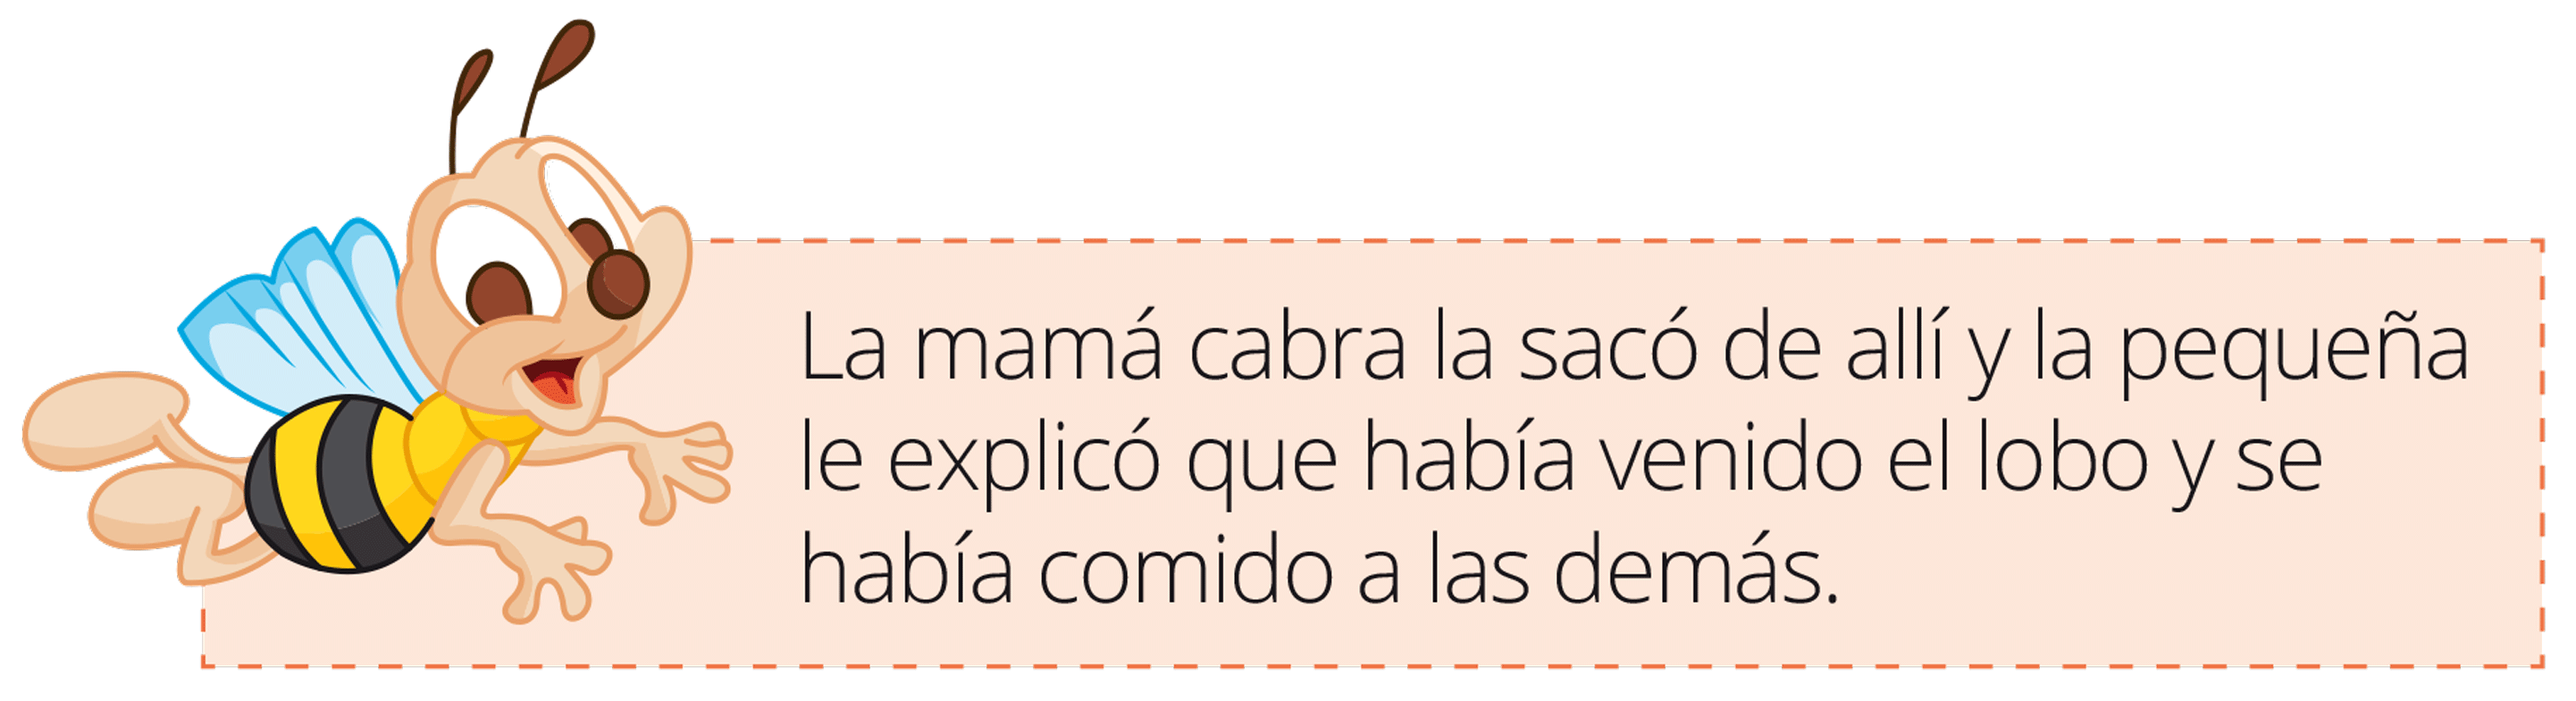 La mamá cabra la sacó de allí y la pequeña
le explicó que había venido el lobo y se
había comido a las demás.